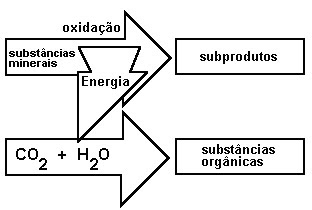 oxidação
substâncias
minerais
Energia
subprodutos
CO₂ + H₂O
substâncias
orgânicas